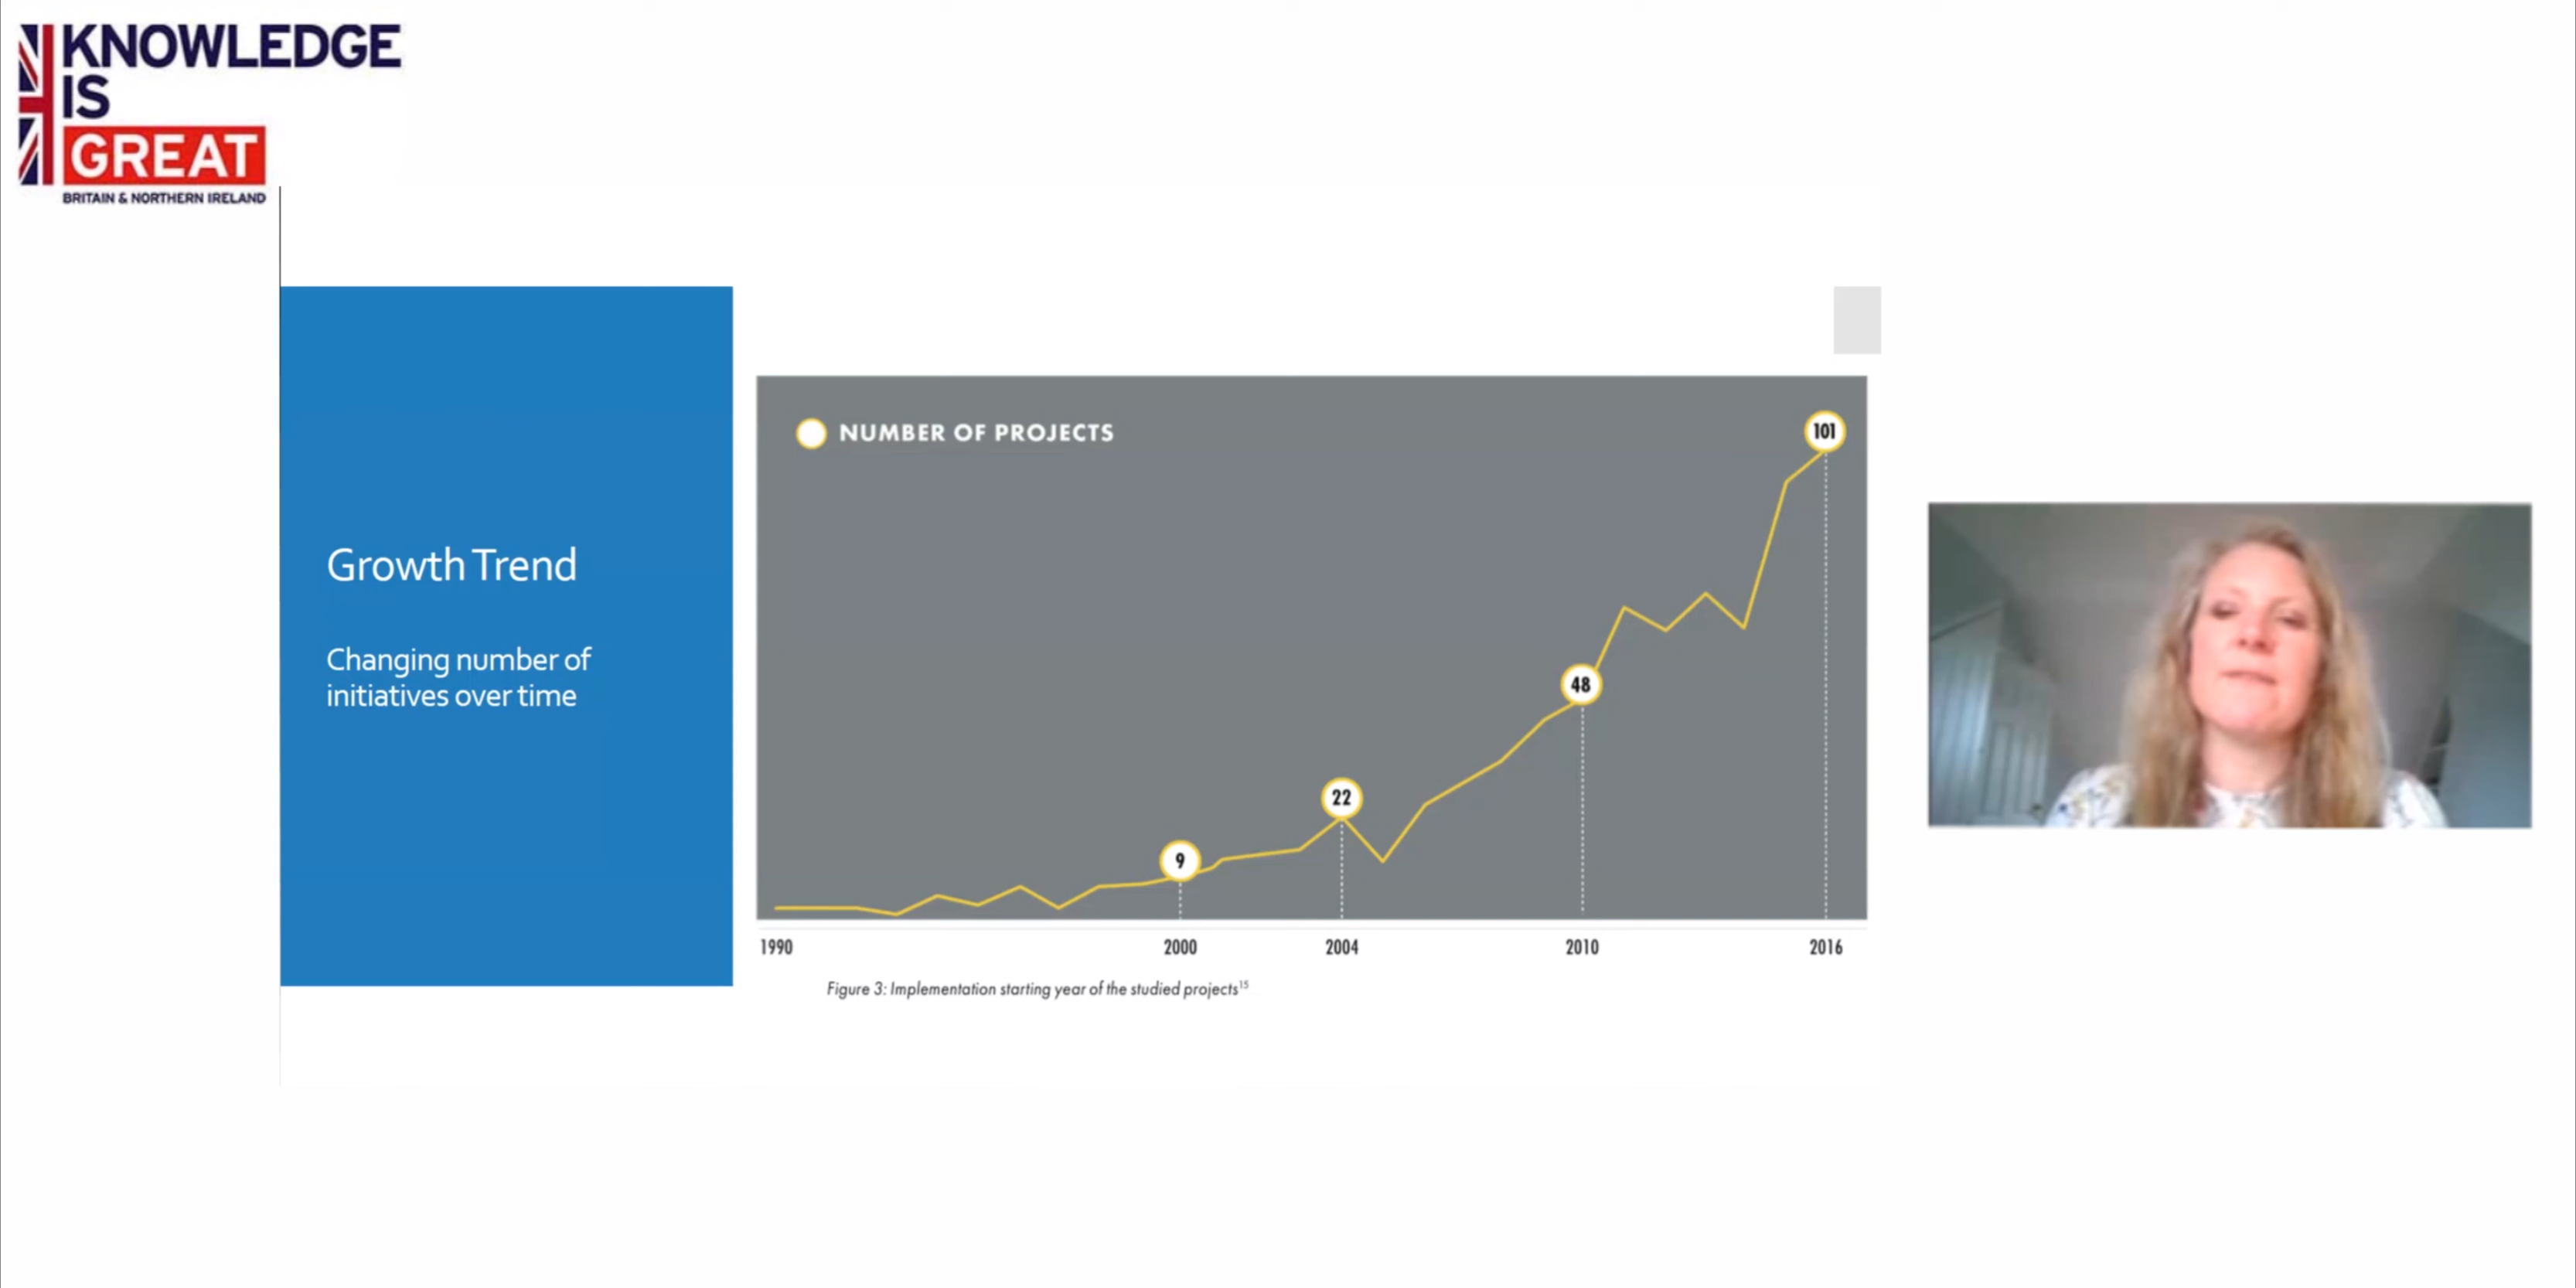 KNOWLEDGE
IS
GREAT
BRITAIN & NORTHERN IRELAND
Growth Trend
Changing number of
initiatives over time
NUMBER OF PROJECTS
101
48
22
9
1990 2000 2004 2010 2016
Figure 3: Implementation starting year of the studied projects¹⁵